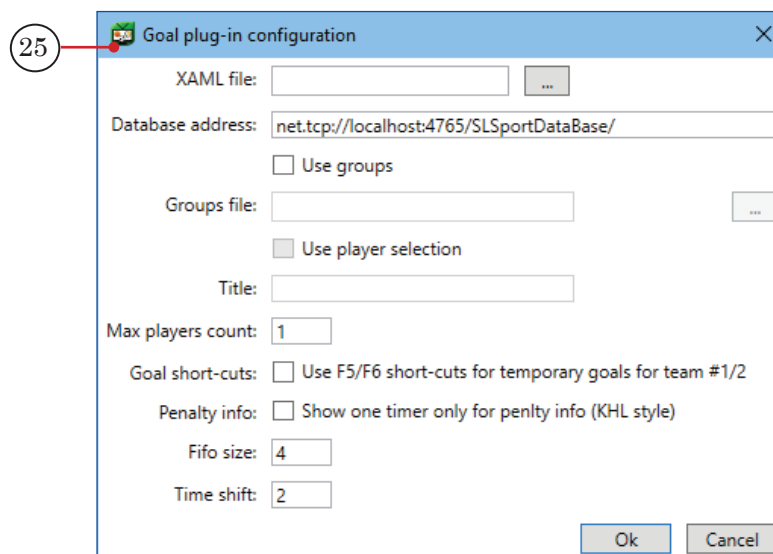 25
Goal plug-in configuration
XAML file: ...
Database address: net.tcp://localhost:4765/SLSportDataBase/
Use groups
Groups file: ...
Use player selection
Title:
Max players count: 1
Goal short-cuts: Use F5/F6 short-cuts for temporary goals for team #1/2
Penalty info: Show one timer only for penlty info (KHL style)
Fifo size: 4
Time shift: 2
Ok Cancel